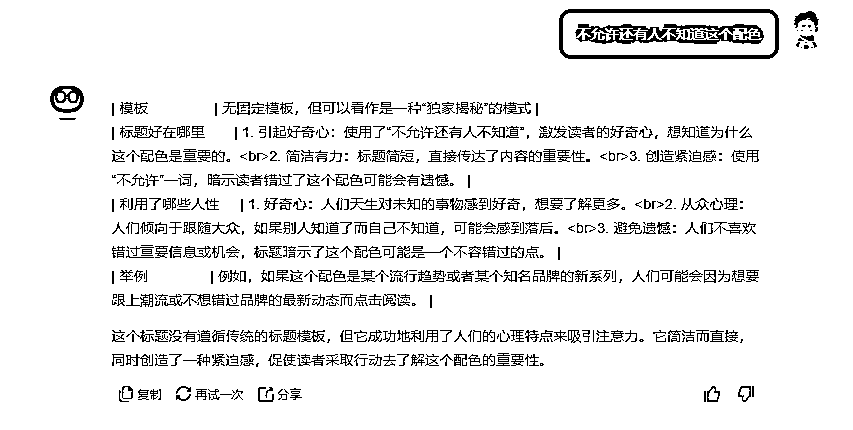 不允许还有人不知道这个配色
| 模板 | 无固定模板，但可以看作是一种“独家揭秘”的模式 |
| 标题好在哪里 | 1. 引起好奇心：使用了“不允许还有人不知道”，激发读者的好奇心，想知道为什么
这个配色是重要的。<br>2. 简洁有力：标题简短，直接传达了内容的重要性。<br>3. 创造紧迫感：使用
“不允许”一词，暗示读者错过了这个配色可能会有遗憾。 |
| 利用了哪些人性 | 1. 好奇心：人们天生对未知的事物感到好奇，想要了解更多。<br>2. 从众心理：
人们倾向于跟随大众，如果别人知道了而自己不知道，可能会感到落后。<br>3. 避免遗憾：人们不喜欢
错过重要信息或机会，标题暗示了这个配色可能是一个不容错过的点。 |
| 举例 | 例如，如果这个配色是某个流行趋势或者某个知名品牌的新系列，人们可能会因为想要
跟上潮流或不想错过品牌的最新动态而点击阅读。 |
这个标题没有遵循传统的标题模板，但它成功地利用了人们的心理特点来吸引注意力。它简洁而直接，
同时创造了一种紧迫感，促使读者采取行动去了解这个配色的重要性。
复制 再试一次 分享